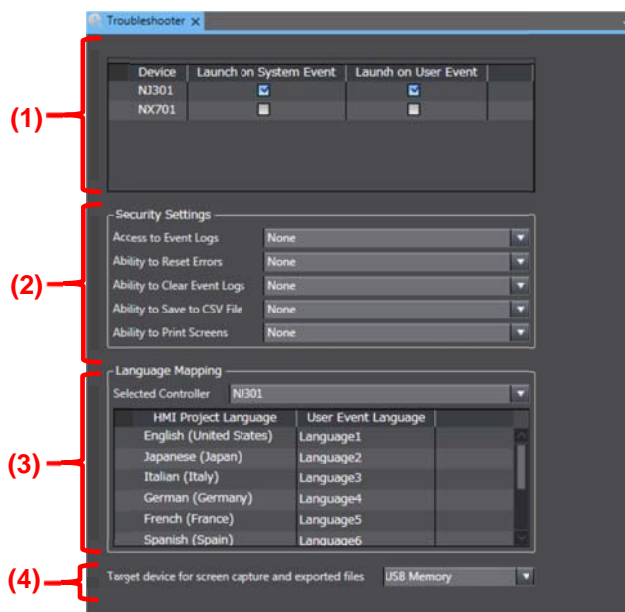 Troubleshooter
(1)
Device Launch on System Event Launch on User Event
NJ301
NX701
(2)
Security Settings
Access to Event Logs None
Ability to Reset Errors None
Ability to Clear Event Logs None
Ability to Save to CSV File None
Ability to Print Screens None
(3)
Language Mapping
Selected Controller NJ301
HMI Project Language User Event Language
English (United States) Language1
Japanese (Japan) Language2
Italian (Italy) Language3
German (Germany) Language4
French (France) Language5
Spanish (Spain) Language6
(4)
Target device for screen capture and exported files USB Memory